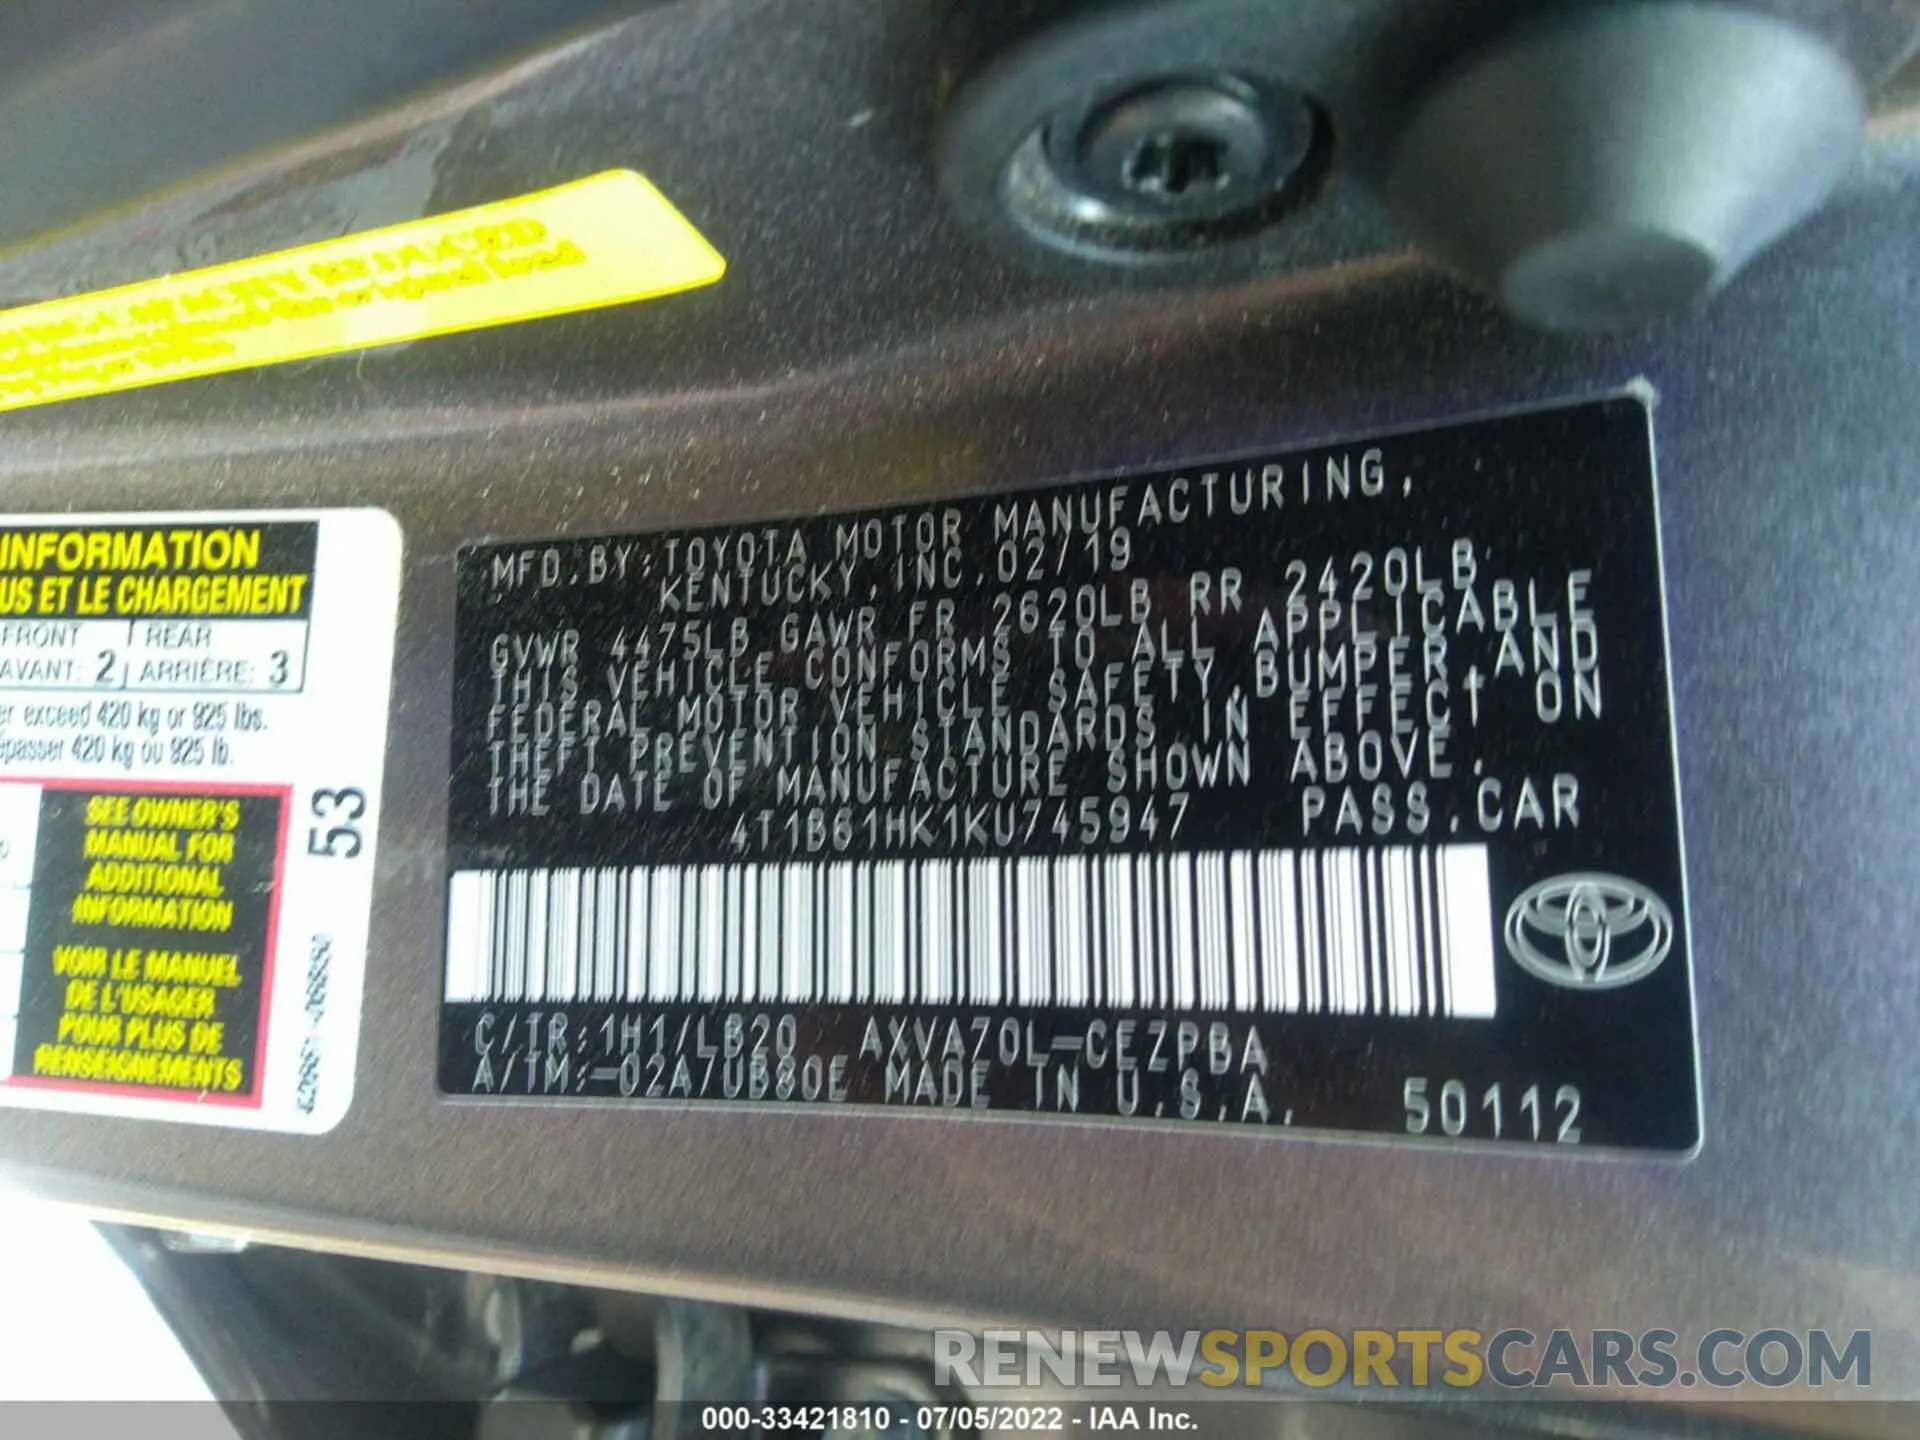 INFORMATION
US ET LE CHARGEMENT
FRONT REAR
AVANT: 2 ARRIÈRE: 3
er exceed 420 kg or 925 lbs.
épasser 420 kg ou 925 lb.
SEE OWNER'S
MANUAL FOR
ADDITIONAL
INFORMATION
VOIR LE MANUEL
DE L'USAGER
POUR PLUS DE
RENSEIGNEMENTS
53
MFD. BY: TOYOTA MOTOR MANUFACTURING,
KENTUCKY, INC. 02/19
GVWR 4475LB GAWR FR 2620LB RR 2420LB
THIS VEHICLE CONFORMS TO ALL APPLICABLE
FEDERAL MOTOR VEHICLE SAFETY, BUMPER, AND
THEFT PREVENTION STANDARDS IN EFFECT ON
THE DATE OF MANUFACTURE SHOWN ABOVE.
4T1B61HK1KU745947 PASS. CAR
C/TR: 1H1/LB20 AXVA70L-CEZPBA
A/TM: -02A/UB80E MADE IN U.S.A. 50112
RENEWSPORTSCARS.COM
000-33421810 - 07/05/2022 - IAA Inc.